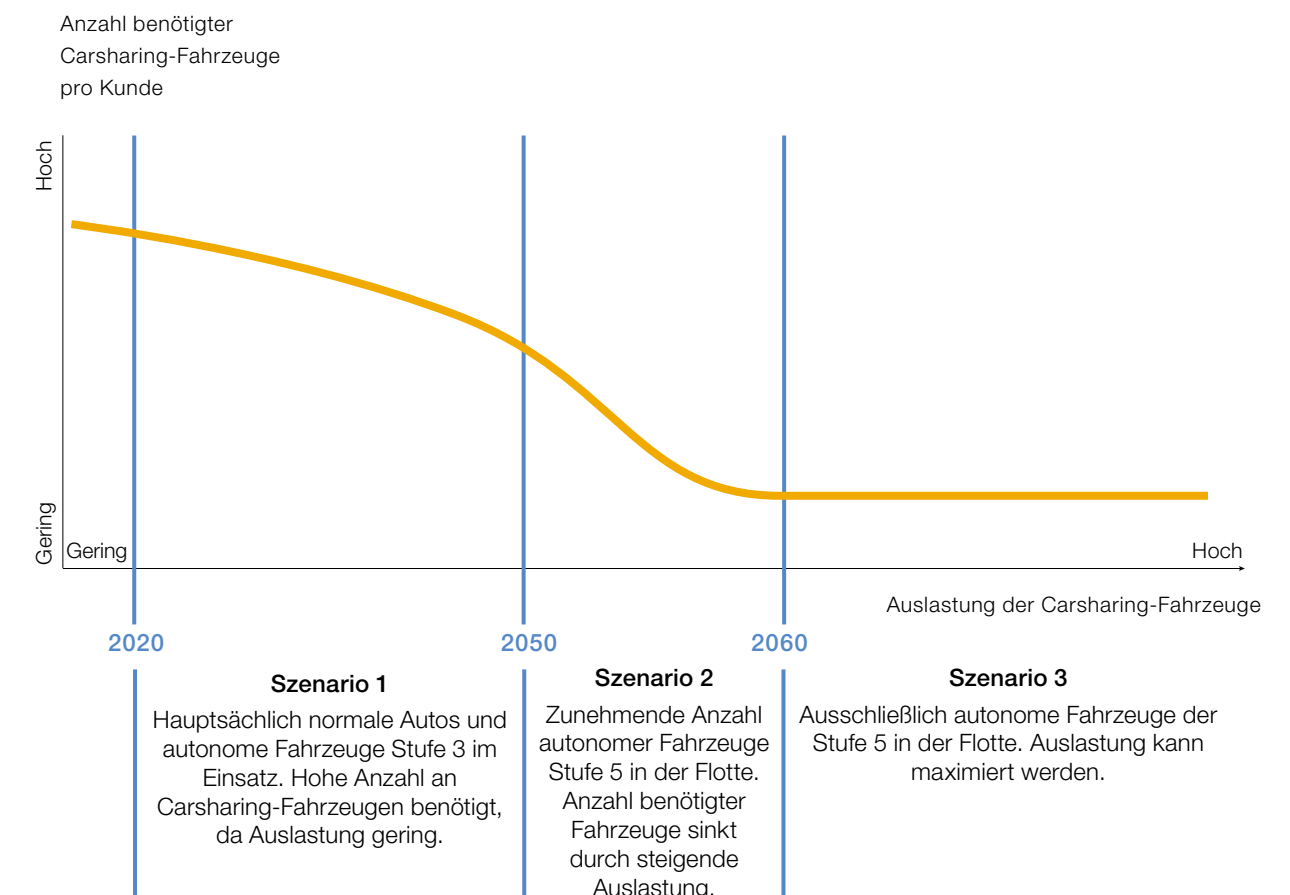 Anzahl benötigter
Carsharing-Fahrzeuge
pro Kunde
Hoch
Gering
Gering
Hoch
Auslastung der Carsharing-Fahrzeuge
2020
2050
2060
Szenario 1
Hauptsächlich normale Autos und
autonome Fahrzeuge Stufe 3 im
Einsatz. Hohe Anzahl an
Carsharing-Fahrzeugen benötigt,
da Auslastung gering.
Szenario 2
Zunehmende Anzahl
autonomer Fahrzeuge
Stufe 5 in der Flotte.
Anzahl benötigter
Fahrzeuge sinkt
durch steigende
Auslastung.
Szenario 3
Ausschließlich autonome Fahrzeuge der
Stufe 5 in der Flotte. Auslastung kann
maximiert werden.